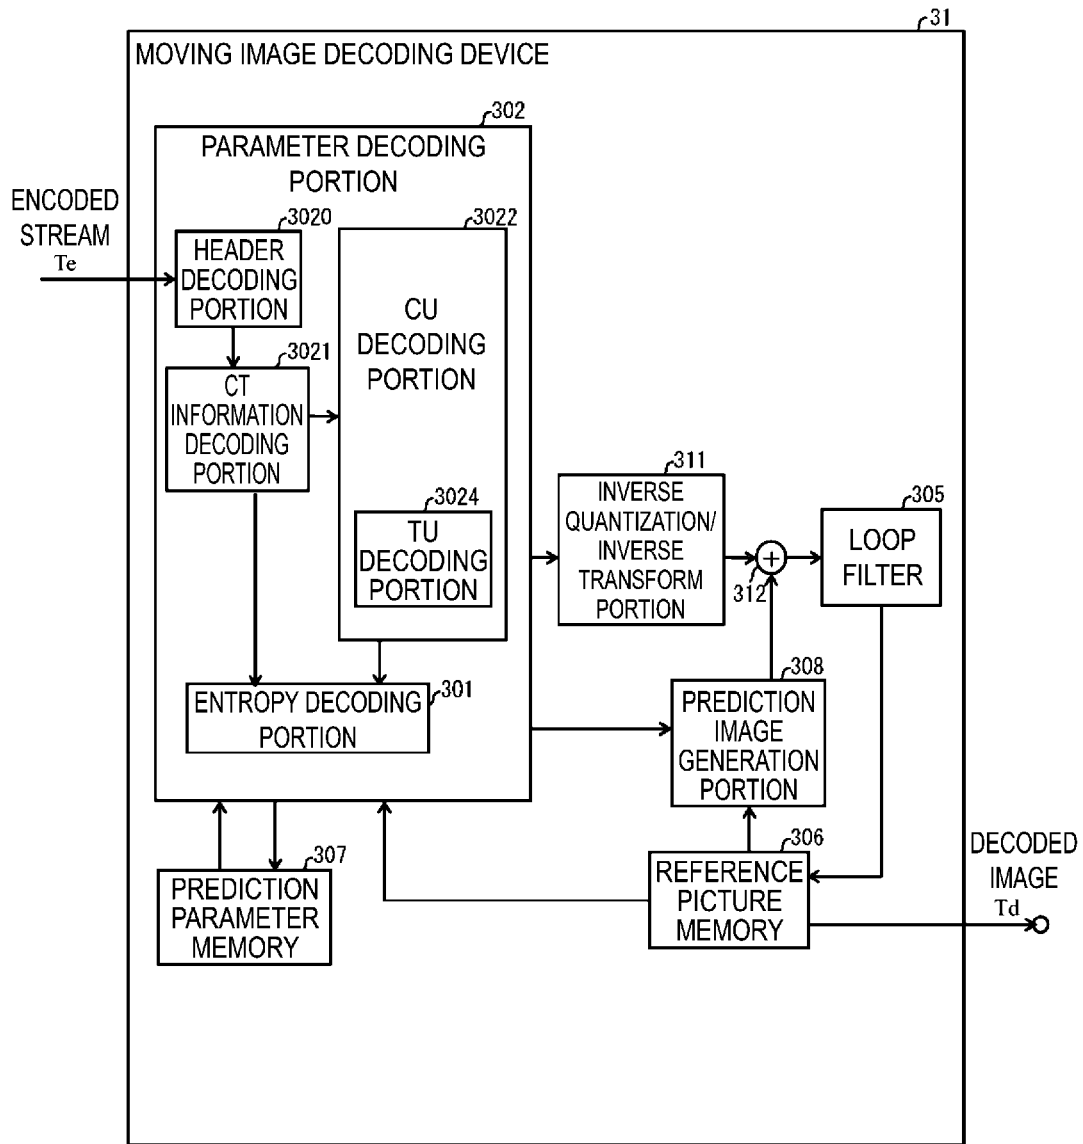 31
MOVING IMAGE DECODING DEVICE
302
PARAMETER DECODING
PORTION
ENCODED
STREAM
Te
3020
HEADER
DECODING
PORTION
3022
CU
DECODING
PORTION
3021
CT
INFORMATION
DECODING
PORTION
3024
TU
DECODING
PORTION
311
INVERSE
QUANTIZATION/
INVERSE
TRANSFORM
PORTION
312
305
LOOP
FILTER
301
ENTROPY DECODING
PORTION
308
PREDICTION
IMAGE
GENERATION
PORTION
307
PREDICTION
PARAMETER
MEMORY
306
REFERENCE
PICTURE
MEMORY
DECODED
IMAGE
Td